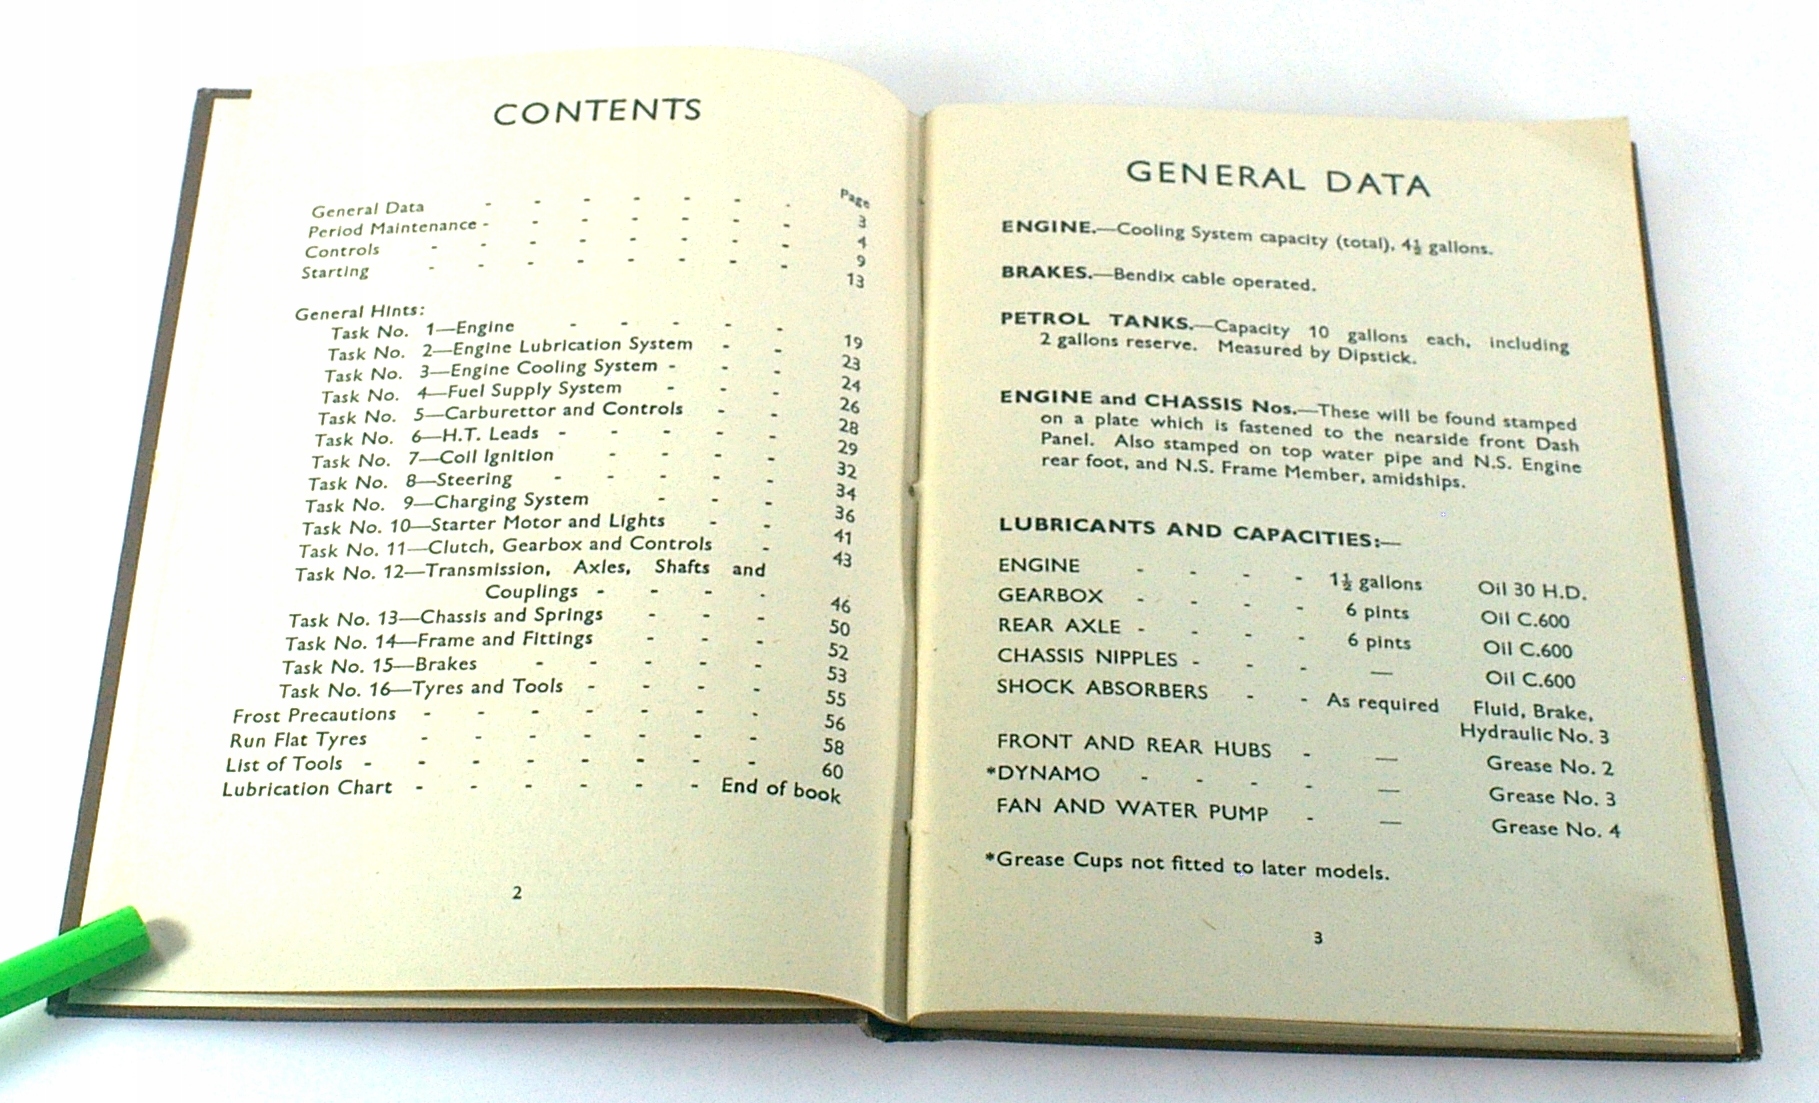 CONTENTS
Page
General Data - - - - - - - 3
Period Maintenance - - - - - - - 4
Controls - - - - - - - - 9
Starting - - - - - - - - 13
General Hints:
Task No. 1—Engine - - - - - 19
Task No. 2—Engine Lubrication System - - 23
Task No. 3—Engine Cooling System - - - 24
Task No. 4—Fuel Supply System - - - 26
Task No. 5—Carburettor and Controls - - 28
Task No. 6—H.T. Leads - - - - - 29
Task No. 7—Coil Ignition - - - - 32
Task No. 8—Steering - - - - - 34
Task No. 9—Charging System - - - 36
Task No. 10—Starter Motor and Lights - - 41
Task No. 11—Clutch, Gearbox and Controls - 43
Task No. 12—Transmission, Axles, Shafts and
Couplings - - - - 46
Task No. 13—Chassis and Springs - - - 50
Task No. 14—Frame and Fittings - - - 52
Task No. 15—Brakes - - - - - 53
Task No. 16—Tyres and Tools - - - - 55
Frost Precautions - - - - - - - 56
Run Flat Tyres - - - - - - - 58
List of Tools - - - - - - - - 60
Lubrication Chart - - - - - - End of book
2
GENERAL DATA
ENGINE.—Cooling System capacity (total), 4½ gallons.
BRAKES.—Bendix cable operated.
PETROL TANKS.—Capacity 10 gallons each, including
2 gallons reserve. Measured by Dipstick.
ENGINE and CHASSIS Nos.—These will be found stamped
on a plate which is fastened to the nearside front Dash
Panel. Also stamped on top water pipe and N.S. Engine
rear foot, and N.S. Frame Member, amidships.
LUBRICANTS AND CAPACITIES:—
ENGINE - - - - 1½ gallons Oil 30 H.D.
GEARBOX - - - - 6 pints Oil C.600
REAR AXLE - - - - 6 pints Oil C.600
CHASSIS NIPPLES - - - — Oil C.600
SHOCK ABSORBERS - - As required Fluid, Brake,
Hydraulic No. 3
FRONT AND REAR HUBS - — Grease No. 2
*DYNAMO - - - - — Grease No. 3
FAN AND WATER PUMP - — Grease No. 4
*Grease Cups not fitted to later models.
3